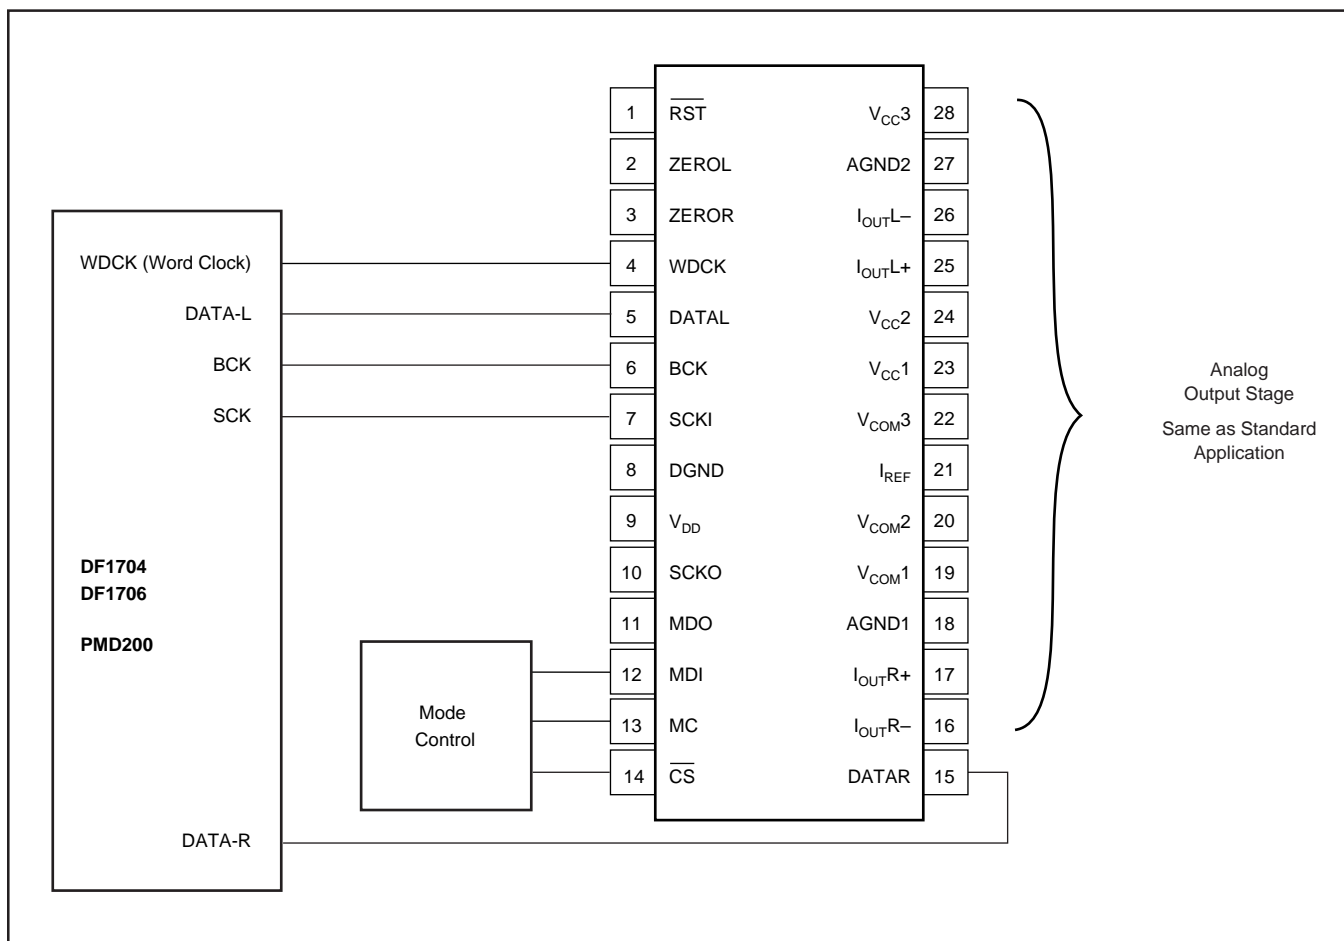 1 RST VCC3 28
2 ZEROL AGND2 27
3 ZEROR IOUTL– 26
WDCK (Word Clock) 4 WDCK IOUTL+ 25
DATA-L 5 DATAL VCC2 24
BCK 6 BCK VCC1 23
SCK 7 SCKI VCOM3 22
8 DGND IREF 21
9 VDD VCOM2 20
10 SCKO VCOM1 19
11 MDO AGND1 18
12 MDI IOUTR+ 17
13 MC IOUTR– 16
14 CS DATAR 15
DF1704
DF1706
PMD200
DATA-R
Mode
Control
Analog
Output Stage
Same as Standard
Application